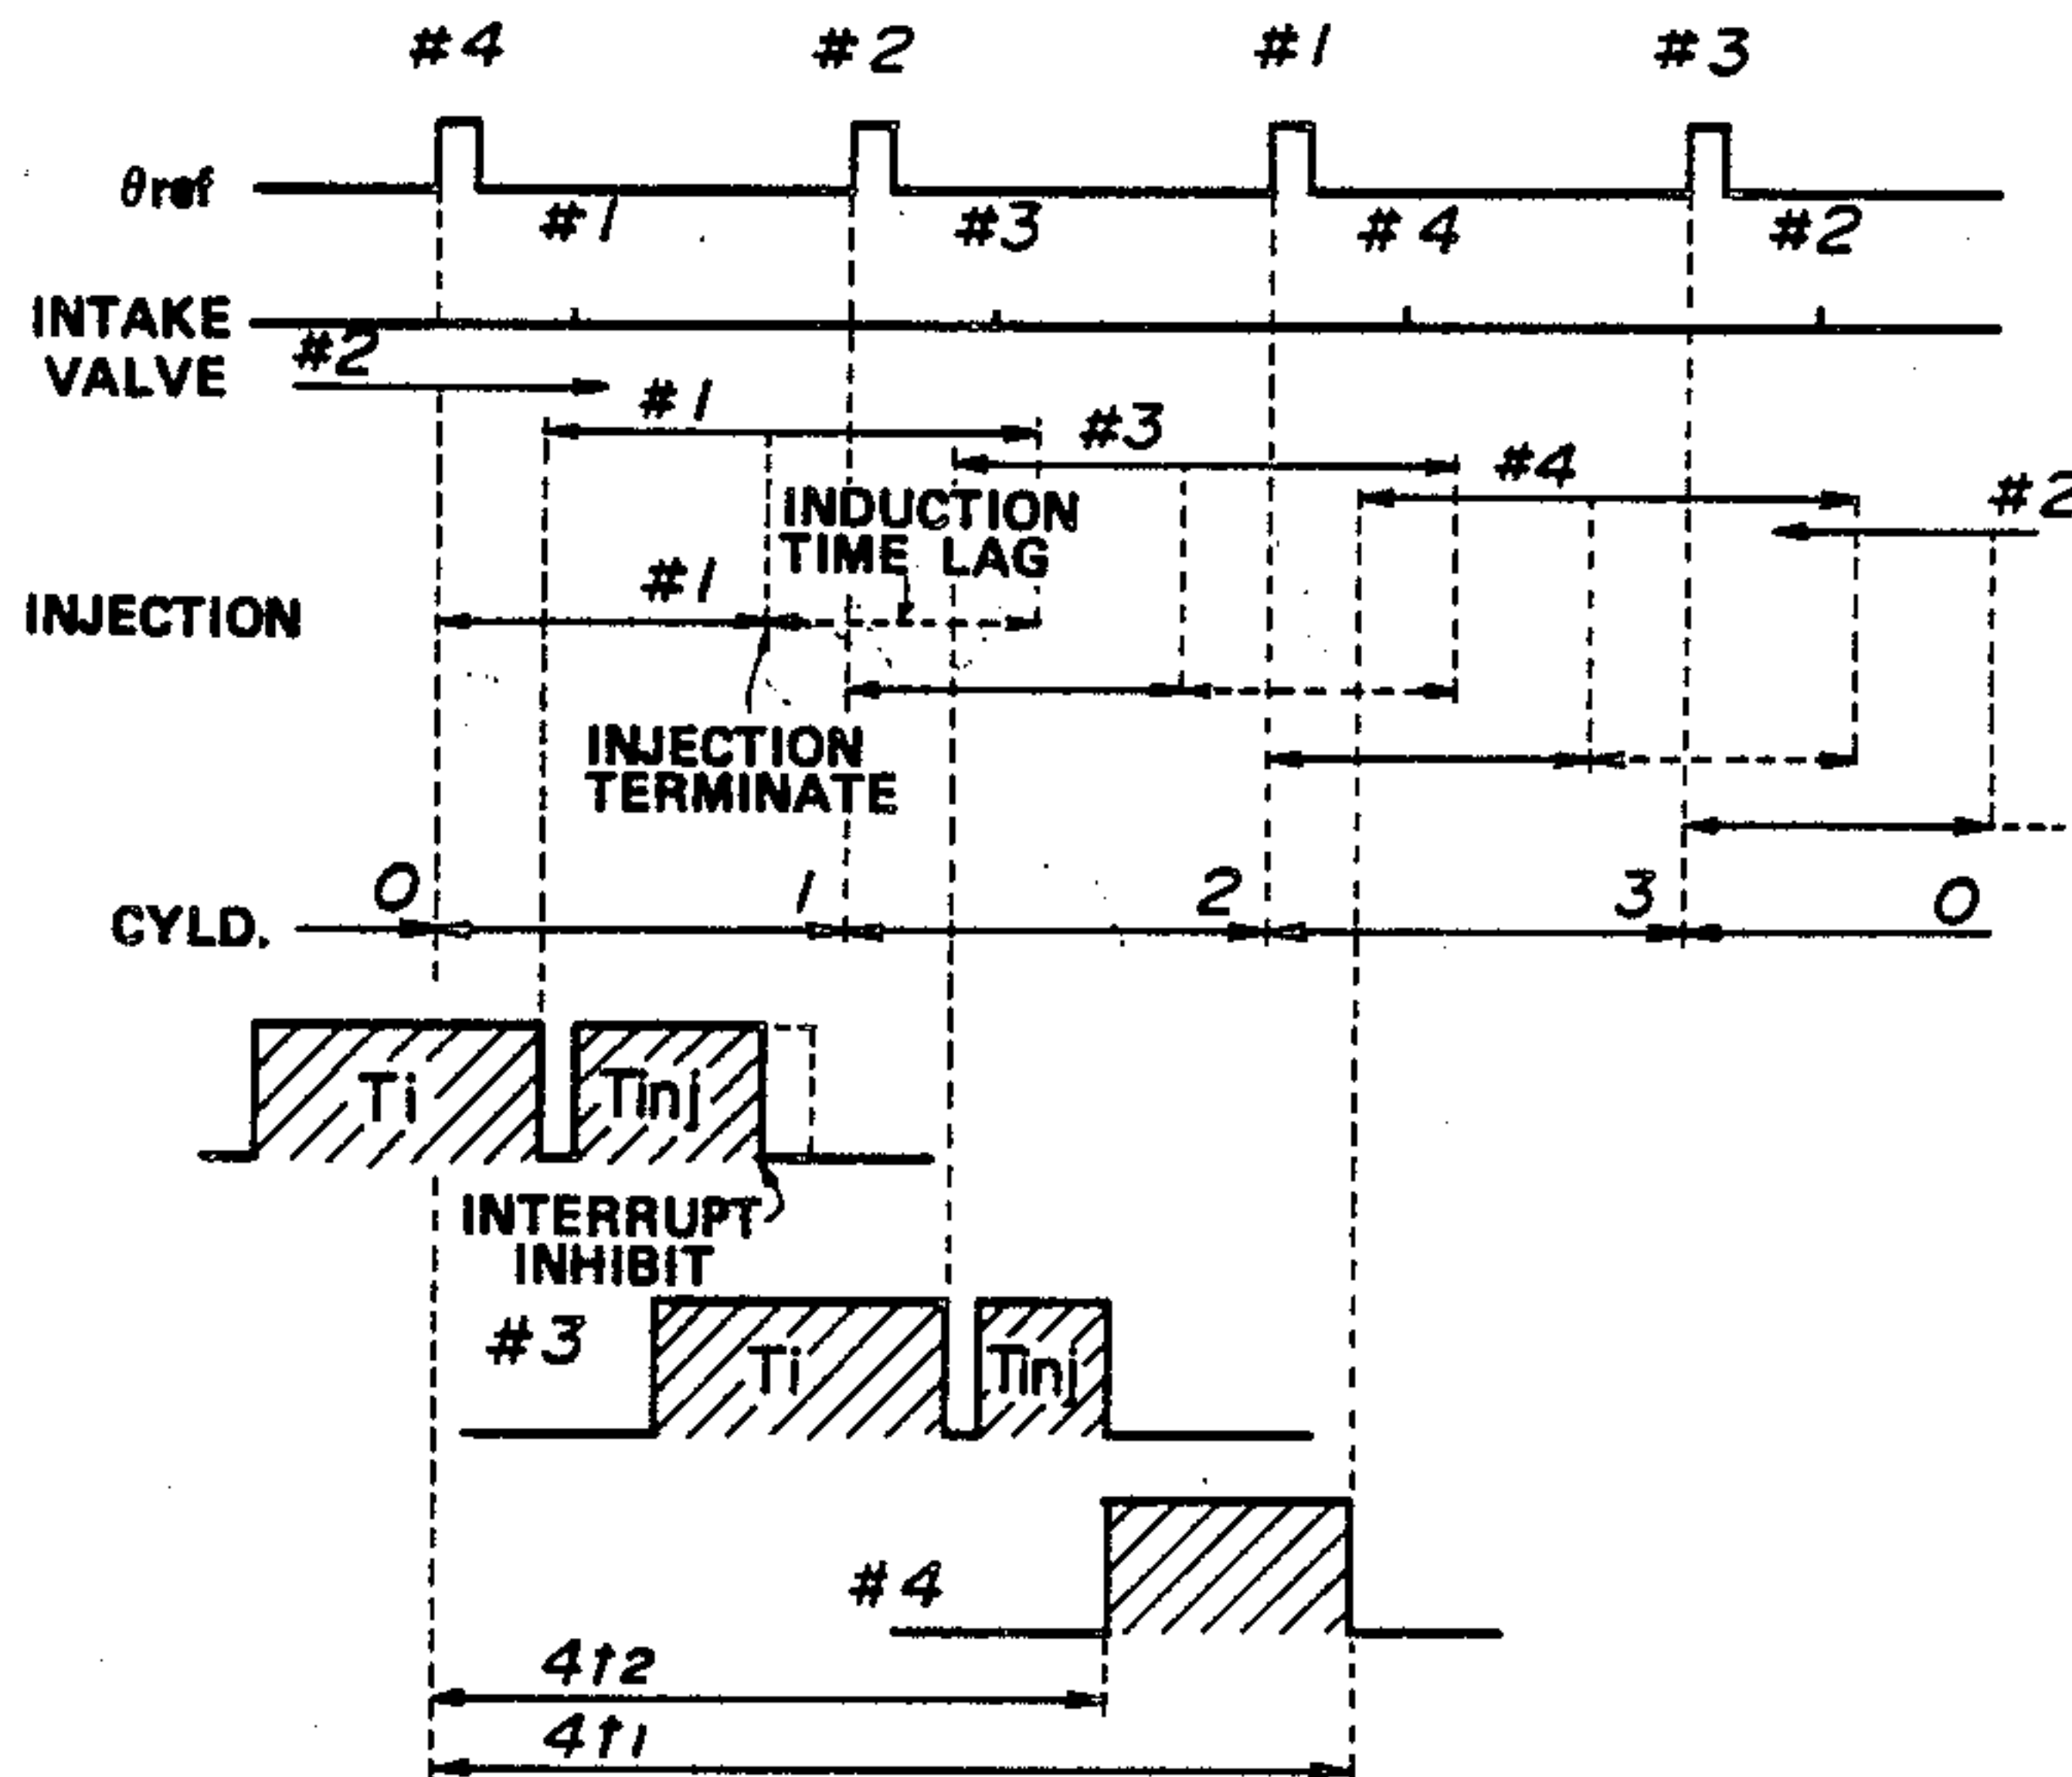 #4 #2 #1 #3
θref
#1 #3 #4 #2
INTAKE
VALVE
#2
#1
#3
#4
#2
INDUCTION
TIME LAG
#1
INJECTION
INJECTION
TERMINATE
0 1 2 3 0
CYLD.
Ti Tinj
INTERRUPT
INHIBIT
#3
Ti Tinj
#4
4t2
4t1